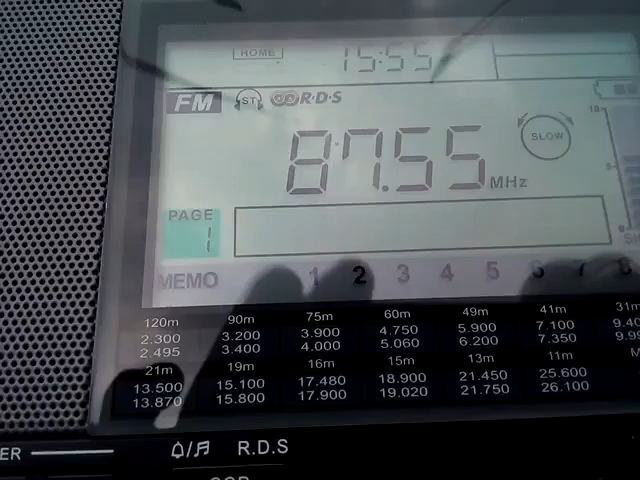 HOME 15:55
FM ST R·D·S
87.55 MHz
SLOW
PAGE
1
MEMO 1 2 3 4 5 6 7 8
120m 90m 75m 60m 49m 41m
2.300 3.200 3.900 4.750 5.900 7.100
2.495 3.400 4.000 5.060 6.200 7.350
21m 19m 16m 15m 13m 11m
13.500 15.100 17.480 18.900 21.450 25.600
13.870 15.800 17.900 19.020 21.750 26.100
ER R.D.S